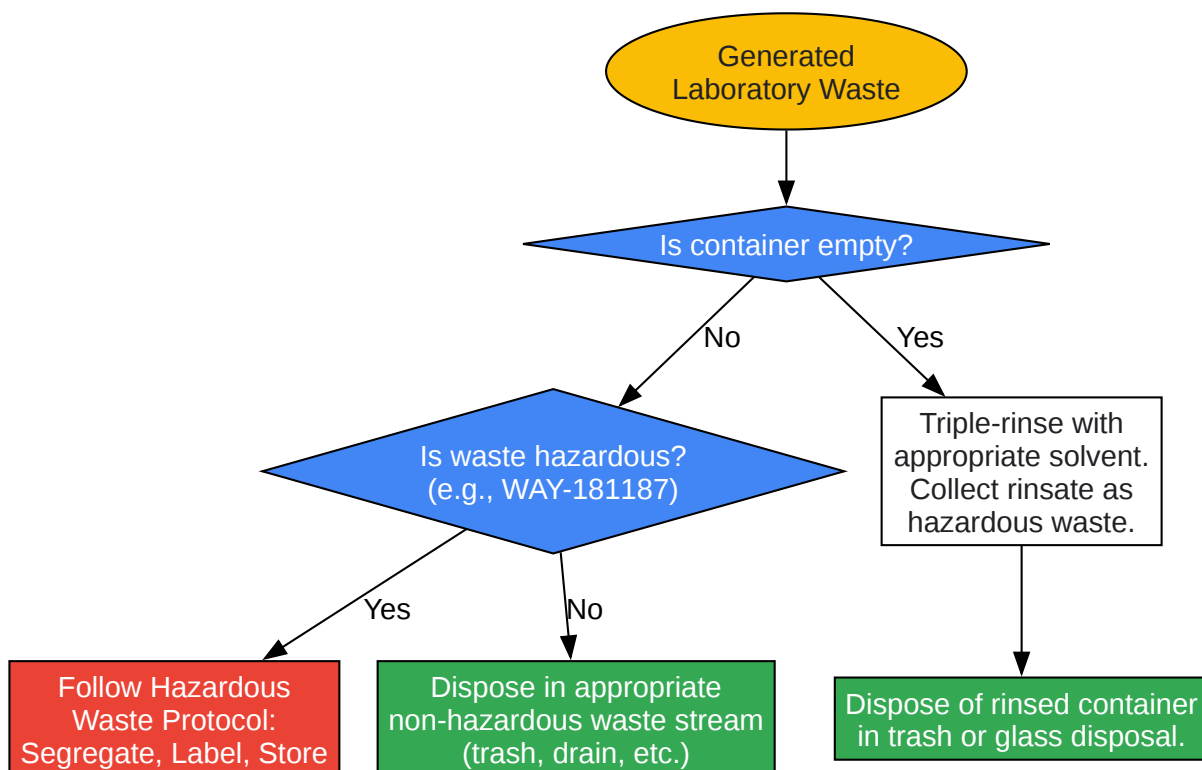 Generated
Laboratory Waste
Is container empty?
No
Yes
Is waste hazardous?
(e.g., WAY-181187)
Triple-rinse with
appropriate solvent.
Collect rinsate as
hazardous waste.
Yes
No
Follow Hazardous
Waste Protocol:
Segregate, Label, Store
Dispose in appropriate
non-hazardous waste stream
(trash, drain, etc.)
Dispose of rinsed container
in trash or glass disposal.